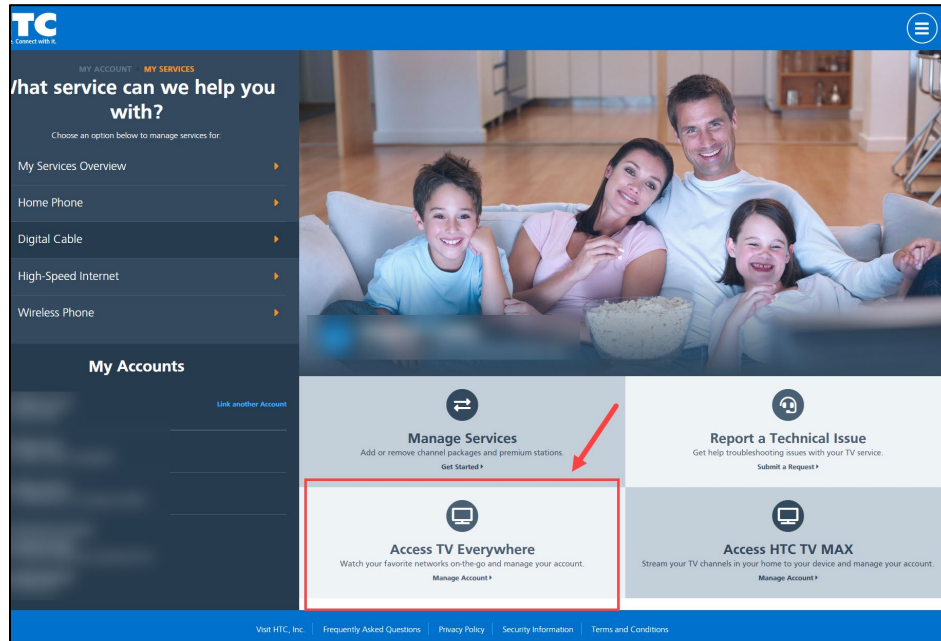 TC
Connect with it.
MY ACCOUNT MY SERVICES
hat service can we help you
with?
Choose an option below to manage services for:
My Services Overview
Home Phone
Digital Cable
High-Speed Internet
Wireless Phone
My Accounts
Link another Account
Manage Services
Add or remove channel packages and premium stations.
Get Started
Report a Technical Issue
Get help troubleshooting issues with your TV service.
Submit a Request
Access TV Everywhere
Watch your favorite networks on-the-go and manage your account.
Manage Account
Access HTC TV MAX
Stream your TV channels in your home to your device and manage your account.
Manage Account
Visit HTC, Inc. Frequently Asked Questions Privacy Policy Security Information Terms and Conditions